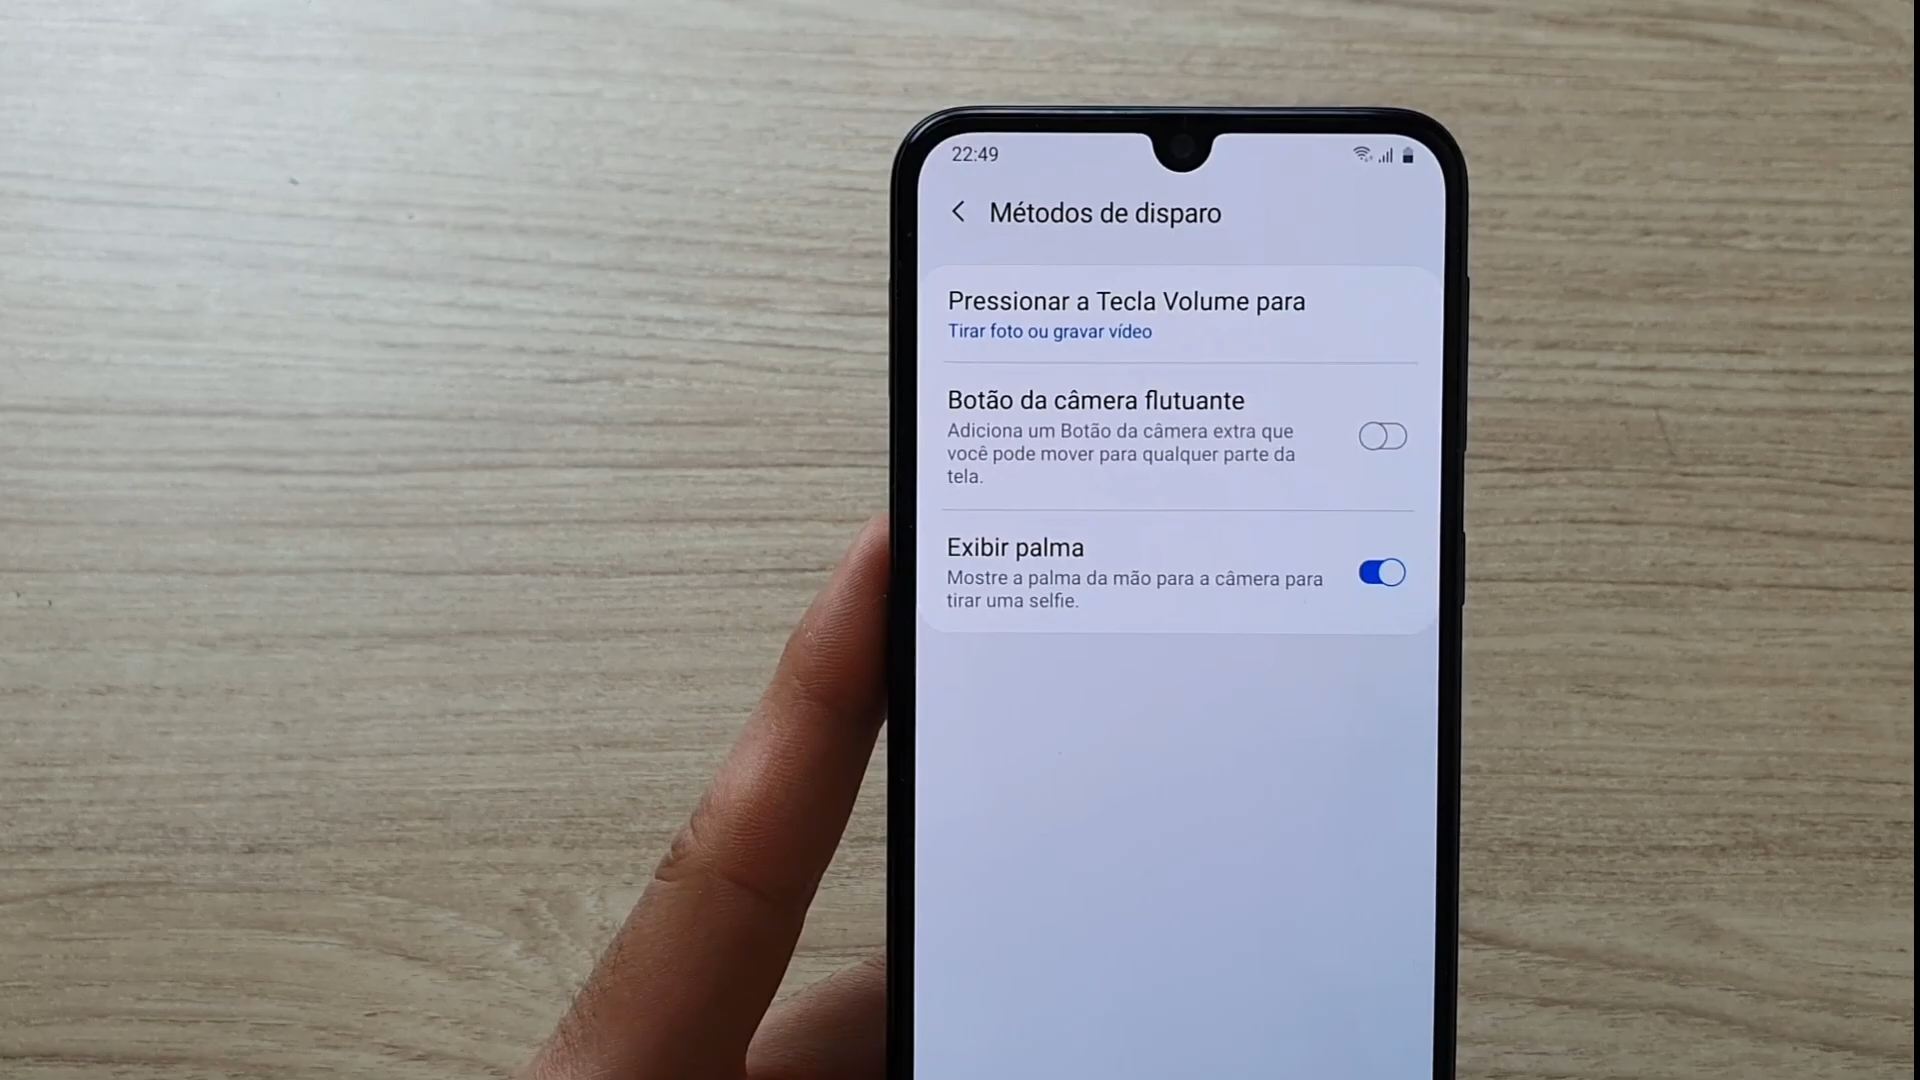 22:49
Métodos de disparo
Pressionar a Tecla Volume para
Tirar foto ou gravar vídeo
Botão da câmera flutuante
Adiciona um Botão da câmera extra que
você pode mover para qualquer parte da
tela.
Exibir palma
Mostre a palma da mão para a câmera para
tirar uma selfie.